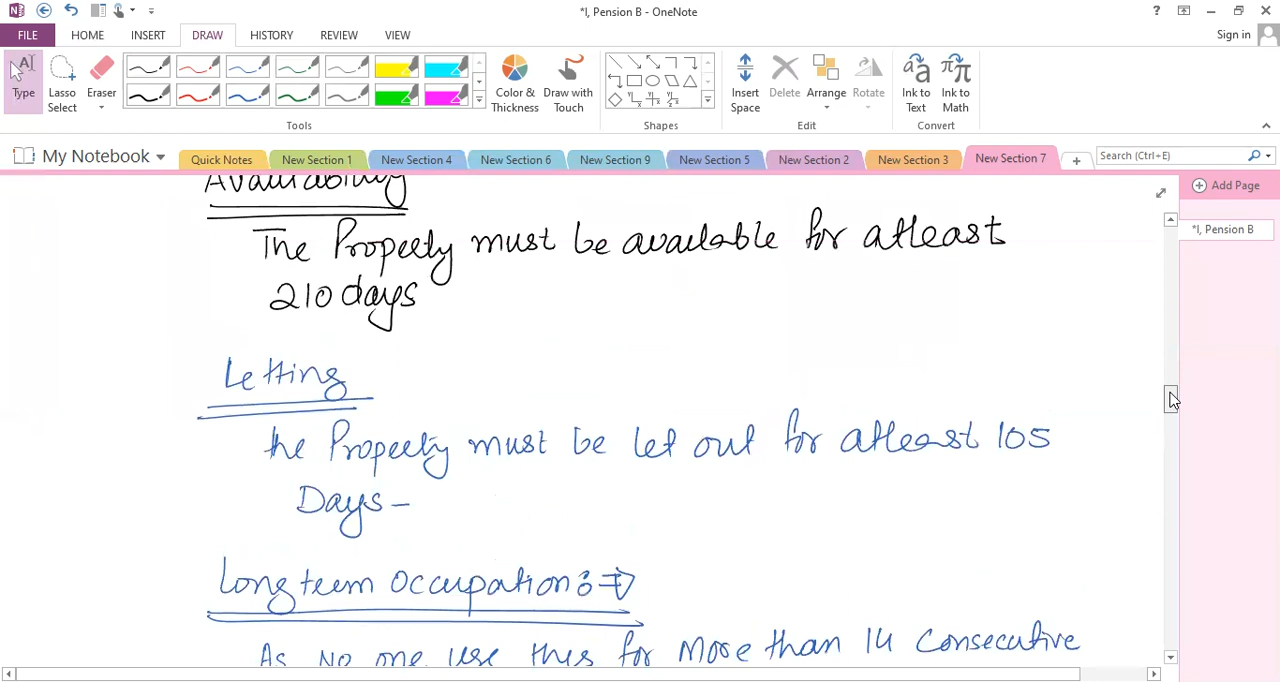 *I, Pension B - OneNote
Sign in
FILE HOME INSERT DRAW HISTORY REVIEW VIEW
Type
Lasso Select
Eraser
Color & Thickness
Draw with Touch
Insert Space
Delete
Arrange
Rotate
Ink to Text
Ink to Math
Tools Shapes Edit Convert
My Notebook Quick Notes New Section 1 New Section 4 New Section 6 New Section 9 New Section 5 New Section 2 New Section 3 New Section 7 Search (Ctrl+E)
Add Page
*I, Pension B
Availability
The Property must be available for atleast
210 days
Letting
the Property must be let out for atleast 105
Days -
Long term Occupation
As No one use this for More than 14 Consecutive